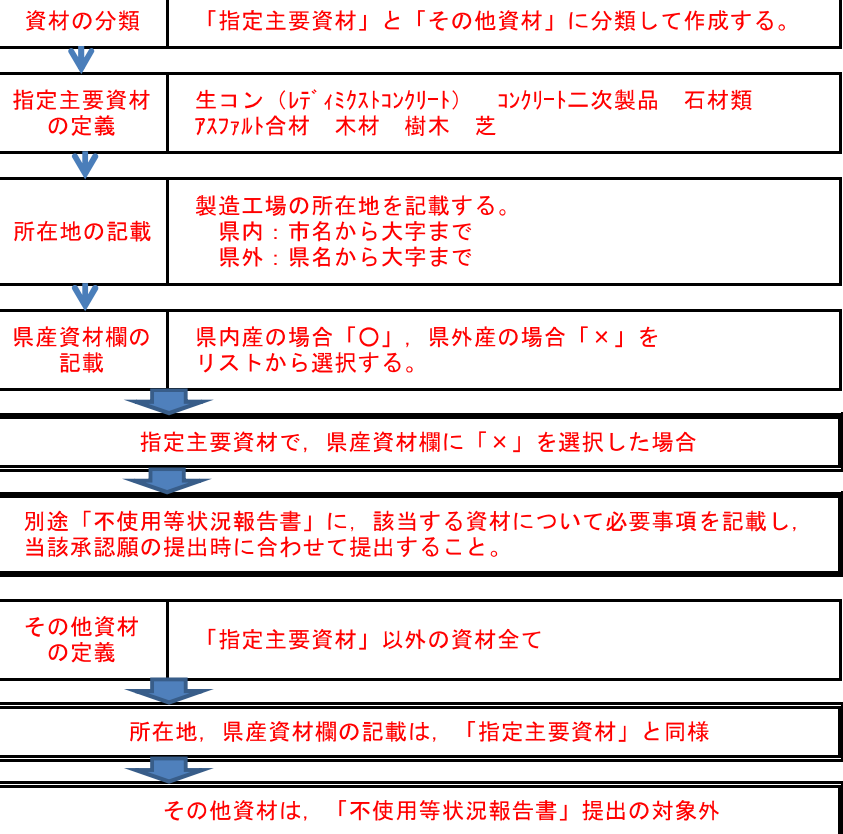 資材の分類
「指定主要資材」と「その他資材」に分類して作成する。
指定主要資材
の定義
生コン（ﾚﾃﾞｨﾐｸｽﾄｺﾝｸﾘｰﾄ）　ｺﾝｸﾘｰﾄ二次製品　石材類
ｱｽﾌｧﾙﾄ合材　木材　樹木　芝
所在地の記載
製造工場の所在地を記載する。
県内：市名から大字まで
県外：県名から大字まで
県産資材欄の
記載
県内産の場合「〇」，県外産の場合「×」を
リストから選択する。
指定主要資材で，県産資材欄に「×」を選択した場合
別途「不使用等状況報告書」に，該当する資材について必要事項を記載し，
当該承認願の提出時に合わせて提出すること。
その他資材
の定義
「指定主要資材」以外の資材全て
所在地，県産資材欄の記載は，「指定主要資材」と同様
その他資材は，「不使用等状況報告書」提出の対象外